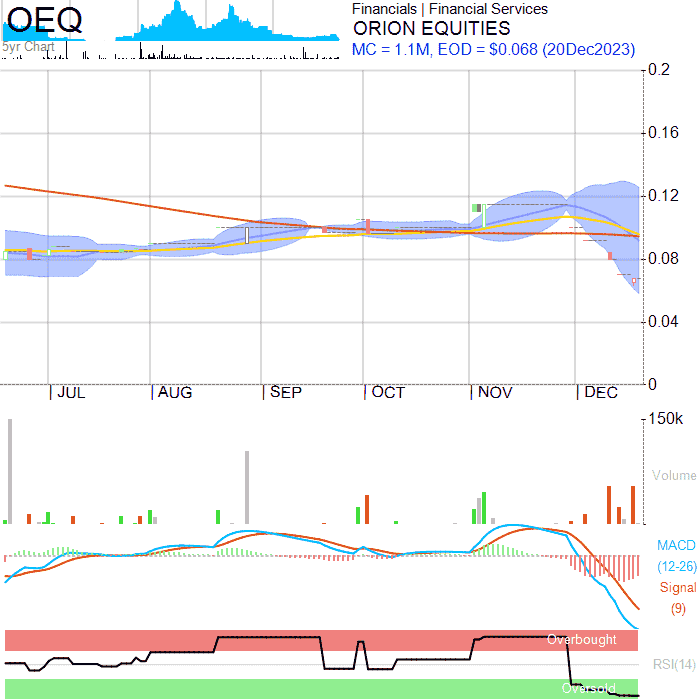 OEQ
5yr Chart
Financials | Financial Services
ORION EQUITIES
MC = 1.1M, EOD = $0.068 (20Dec2023)
0.2
0.16
0.12
0.08
0.04
0
JUL AUG SEP OCT NOV DEC
150k
Volume
MACD
(12-26)
Signal
(9)
Overbought
RSI(14)
Oversold